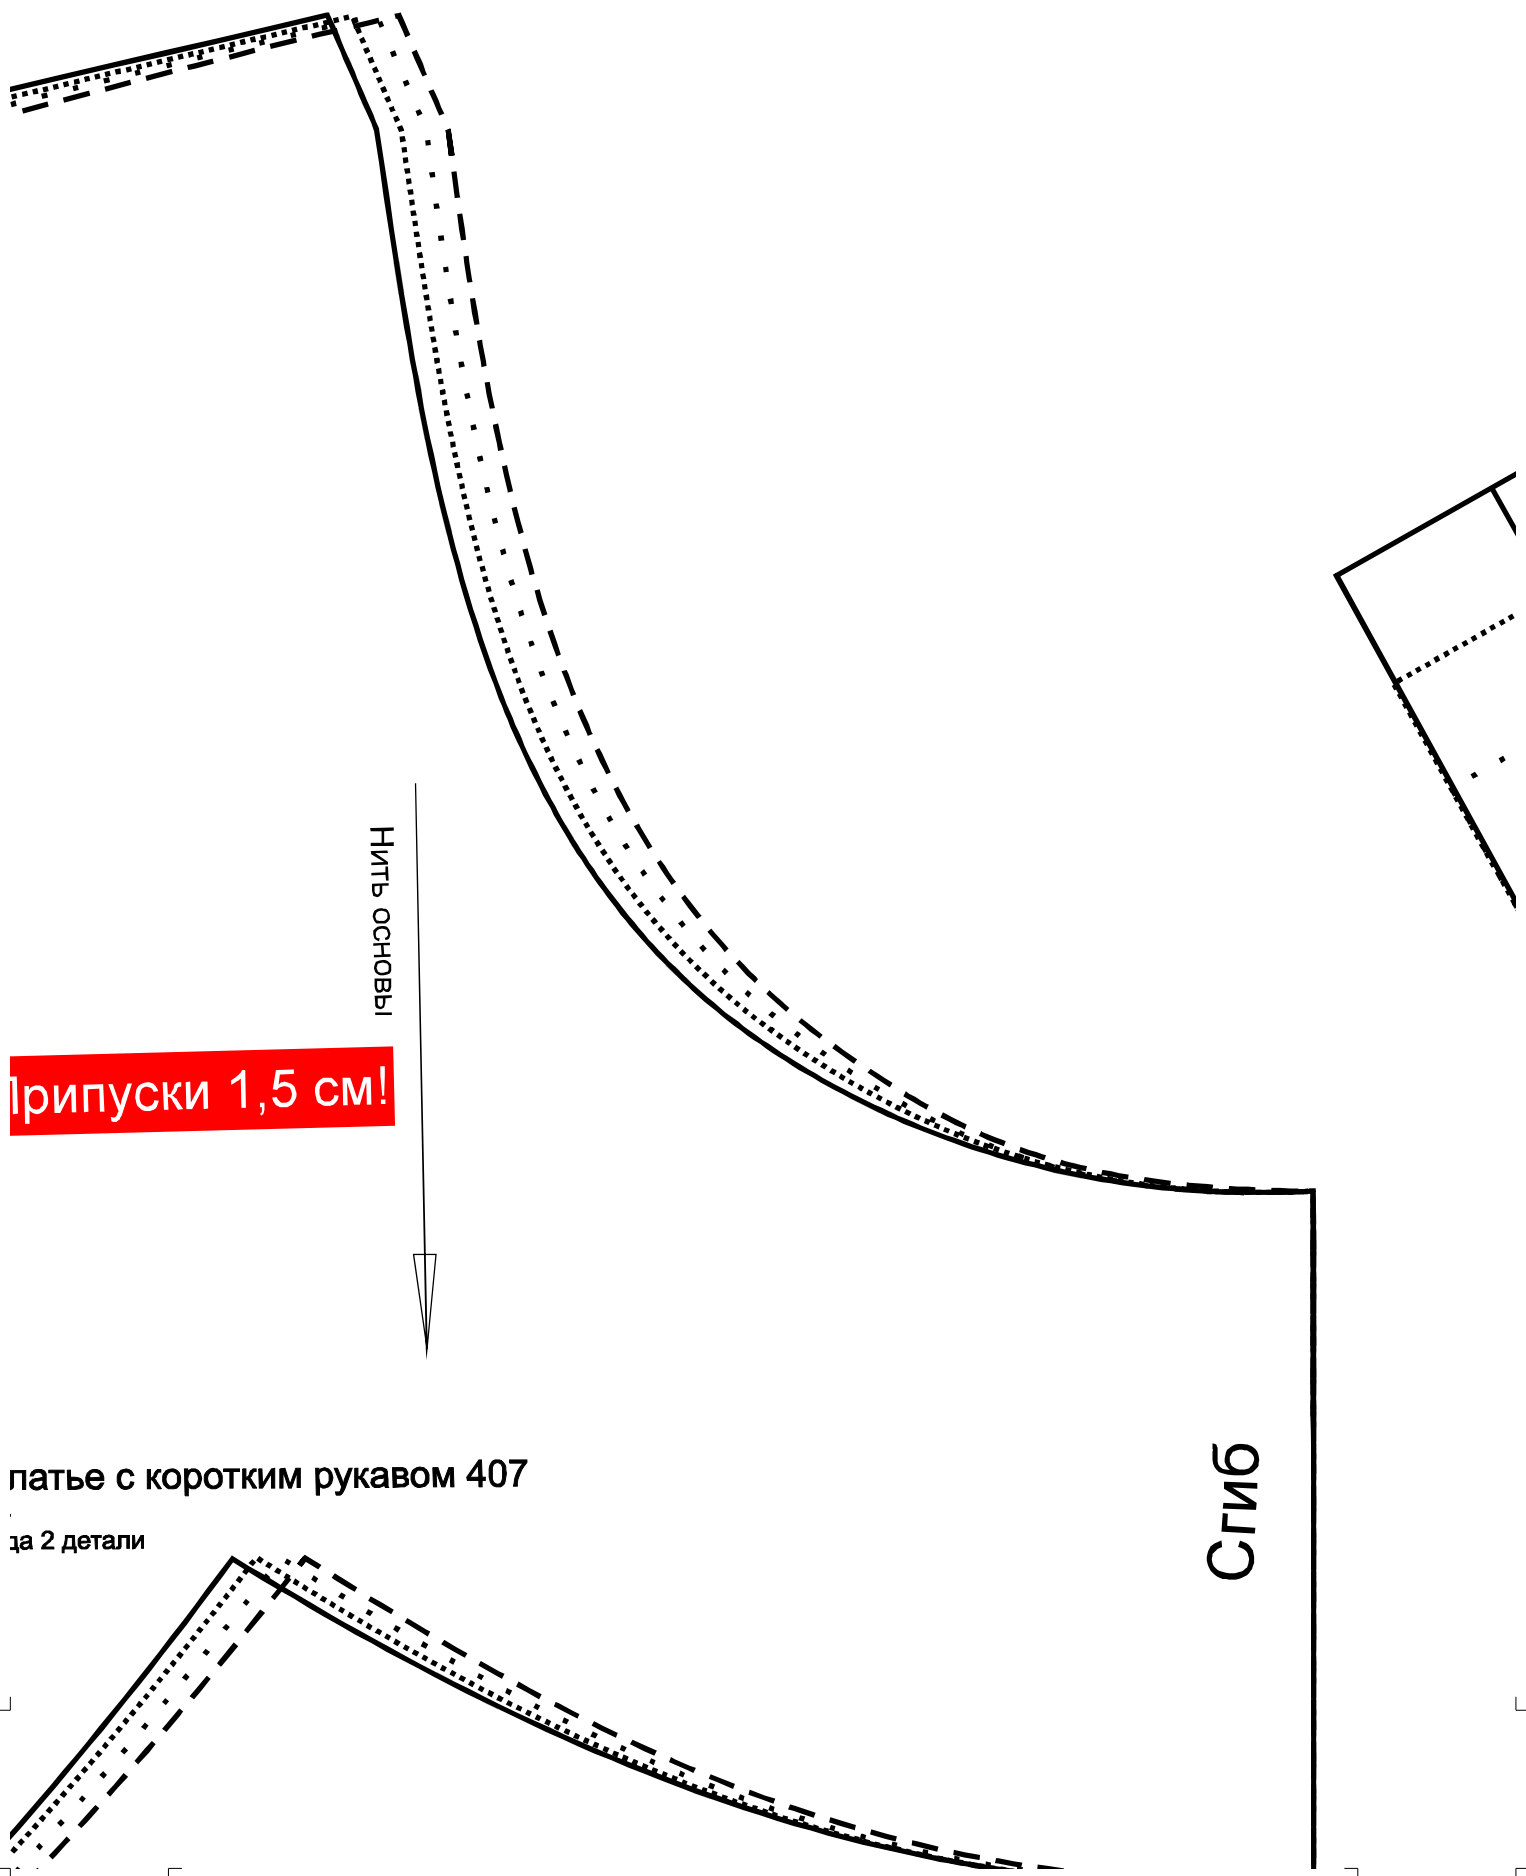 Нить основы
Припуски 1,5 см!
латье с коротким рукавом 407
да 2 детали
Сгиб